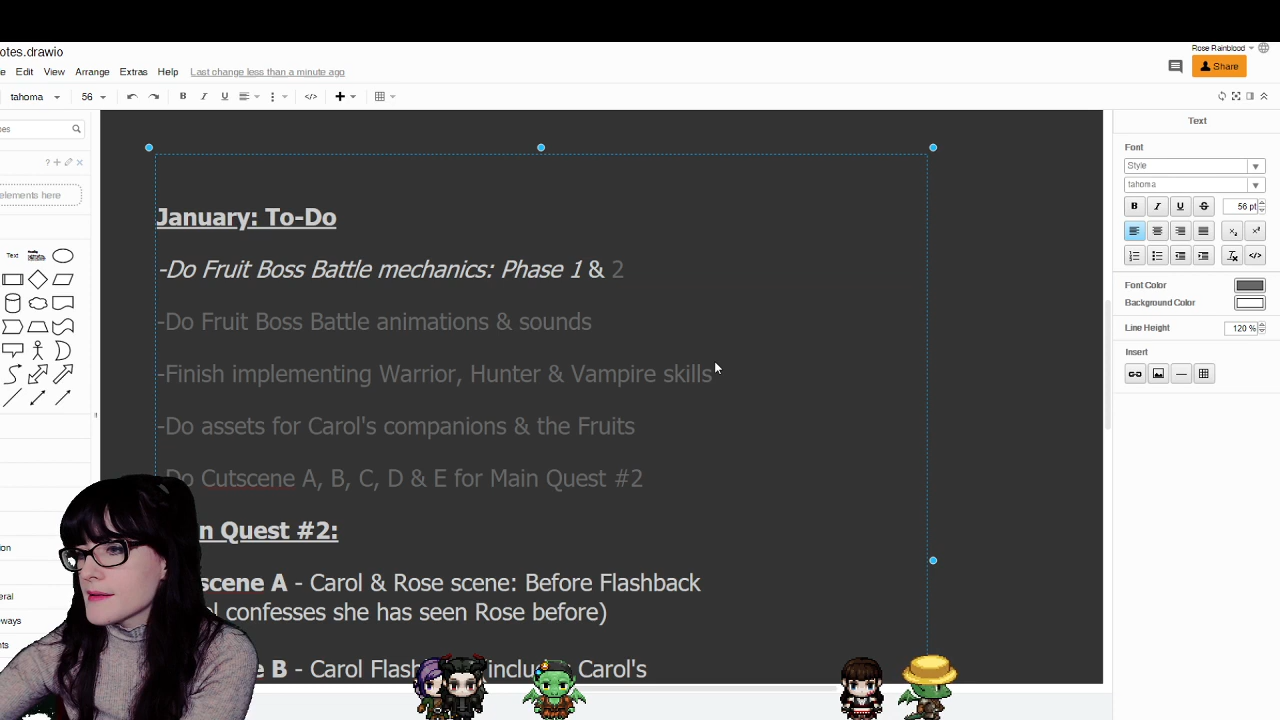 otes.drawio
Rose Rainblood
Edit View Arrange Extras Help Last change less than a minute ago
Share
tahoma 56
Text
Font
Style
tahoma
56 pt
Font Color
Background Color
Line Height 120 %
Insert
elements here
Text
January: To-Do
-Do Fruit Boss Battle mechanics: Phase 1 & 2
-Do Fruit Boss Battle animations & sounds
-Finish implementing Warrior, Hunter & Vampire skills
-Do assets for Carol's companions & the Fruits
Do Cutscene A, B, C, D & E for Main Quest #2
Quest #2:
scene A - Carol & Rose scene: Before Flashback
confesses she has seen Rose before)
B - Carol Flash Carol's